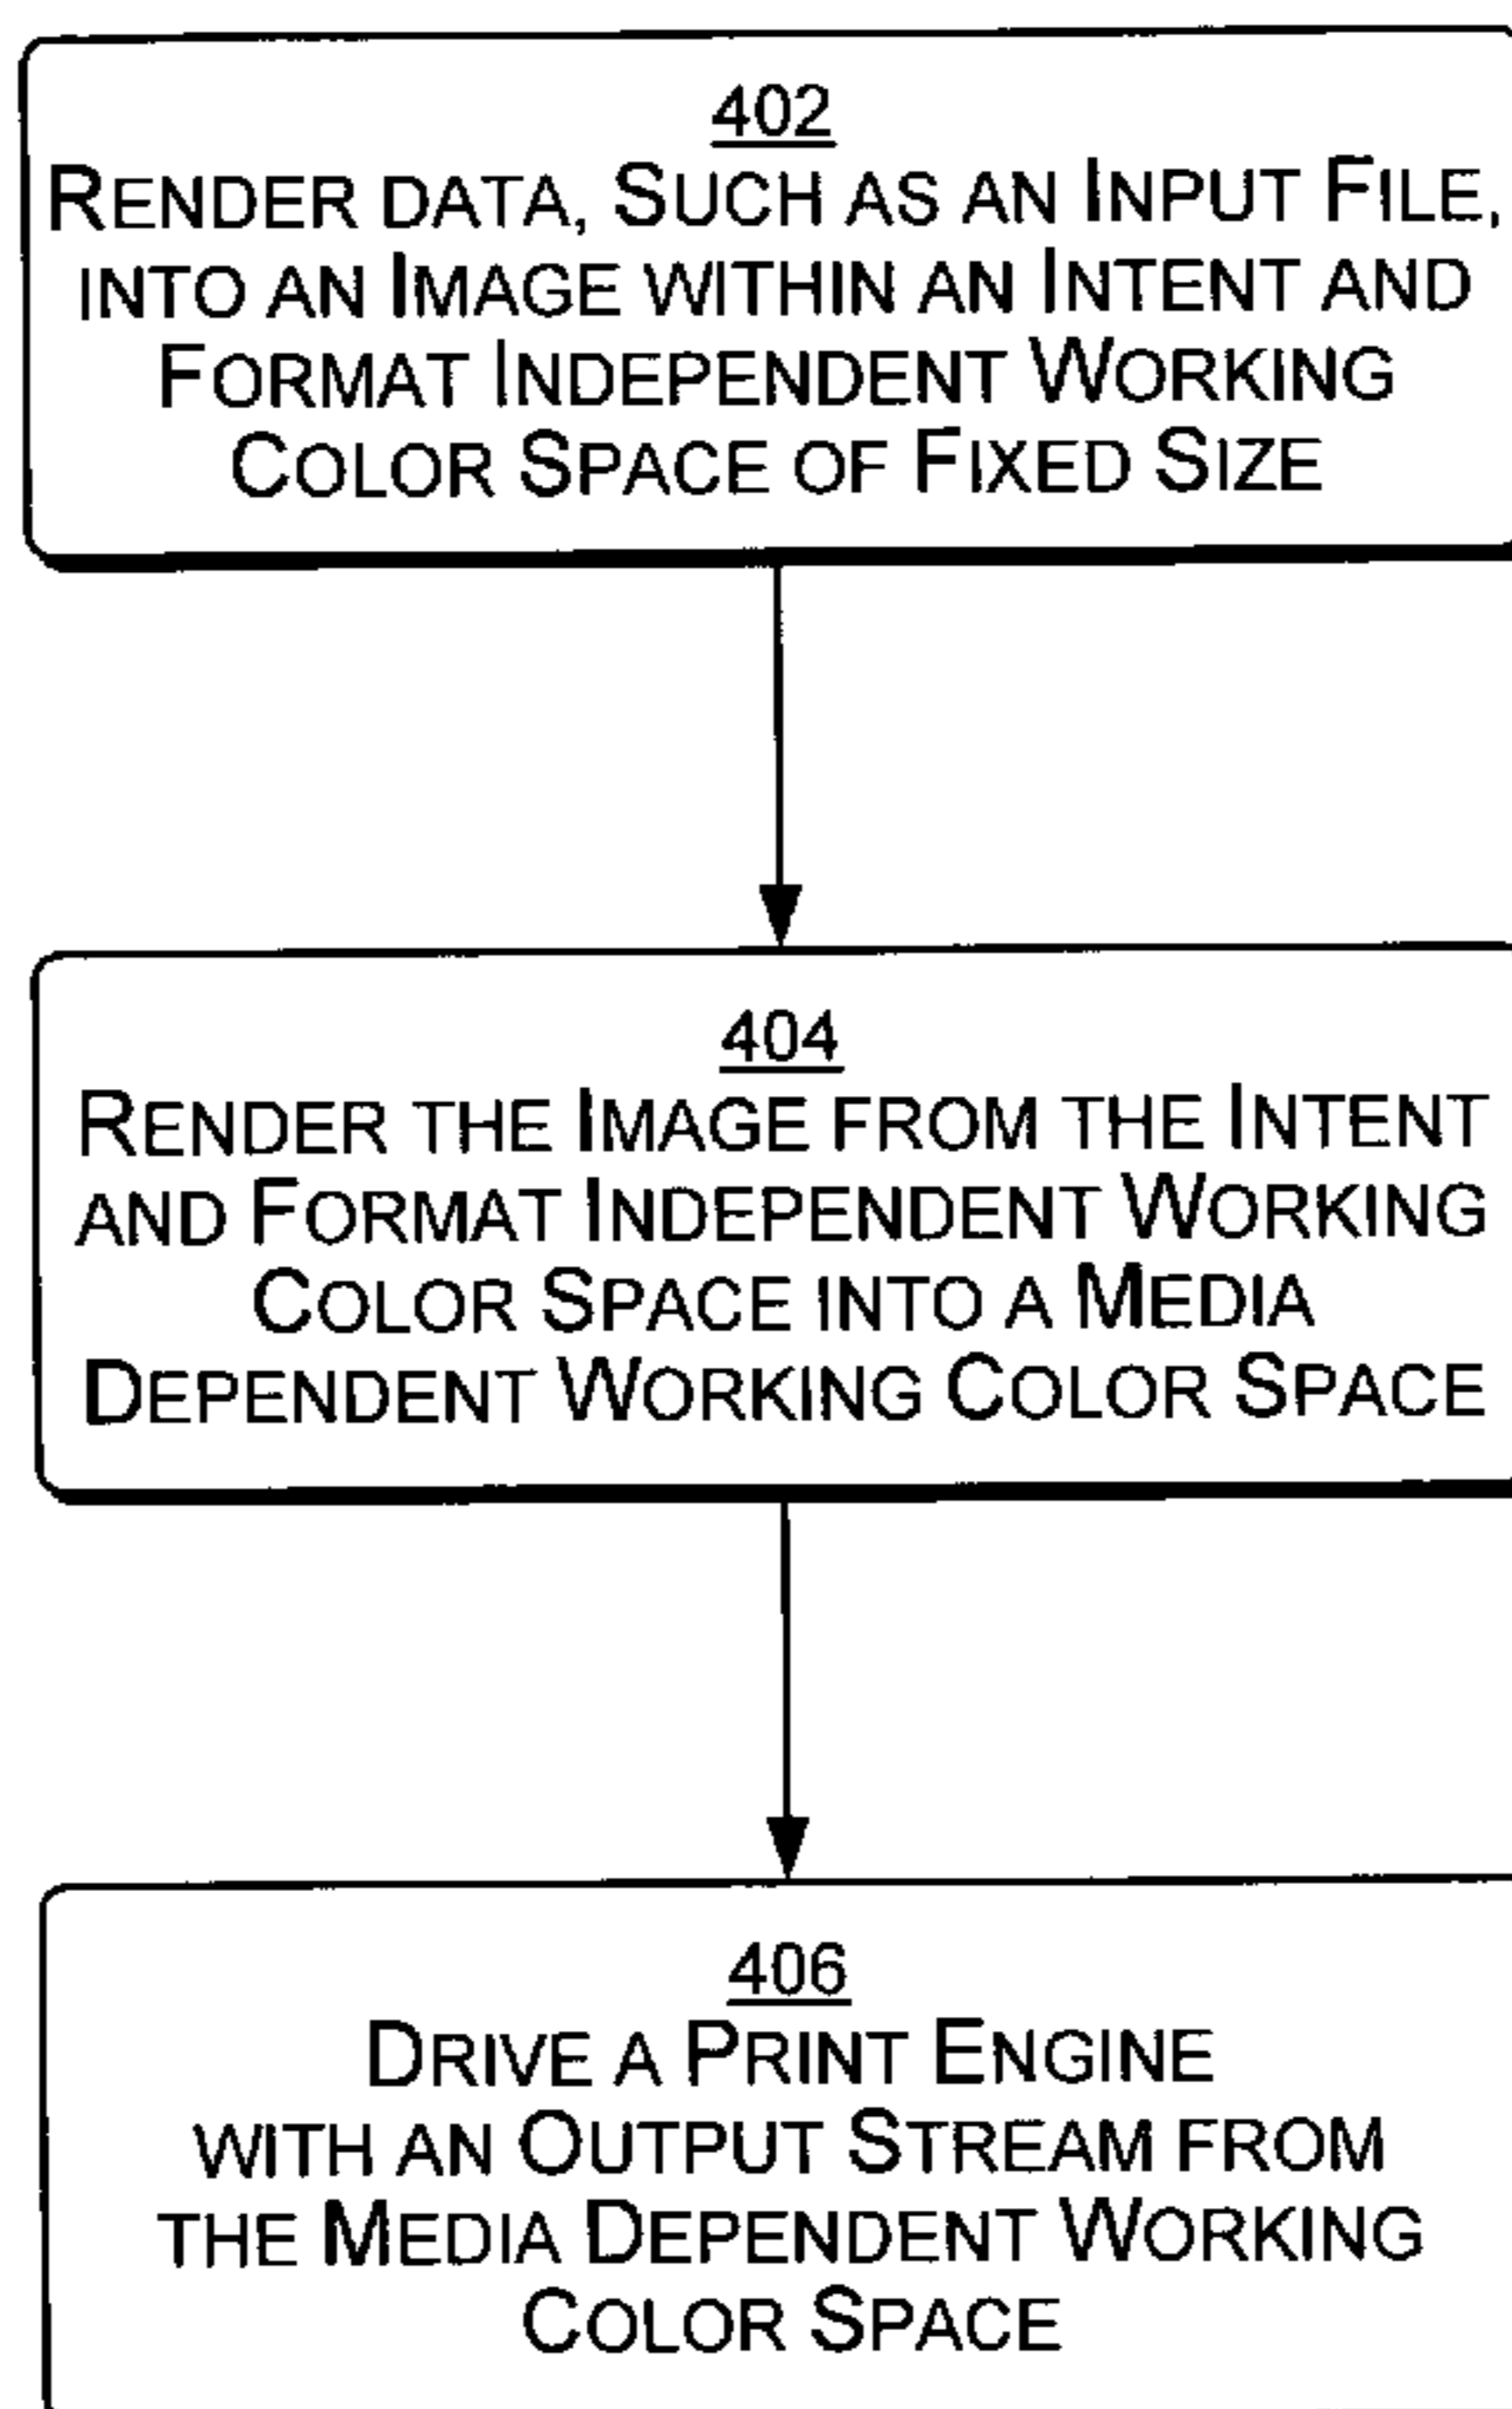 402
RENDER DATA, SUCH AS AN INPUT FILE,
INTO AN IMAGE WITHIN AN INTENT AND
FORMAT INDEPENDENT WORKING
COLOR SPACE OF FIXED SIZE
404
RENDER THE IMAGE FROM THE INTENT
AND FORMAT INDEPENDENT WORKING
COLOR SPACE INTO A MEDIA
DEPENDENT WORKING COLOR SPACE
406
DRIVE A PRINT ENGINE
WITH AN OUTPUT STREAM FROM
THE MEDIA DEPENDENT WORKING
COLOR SPACE